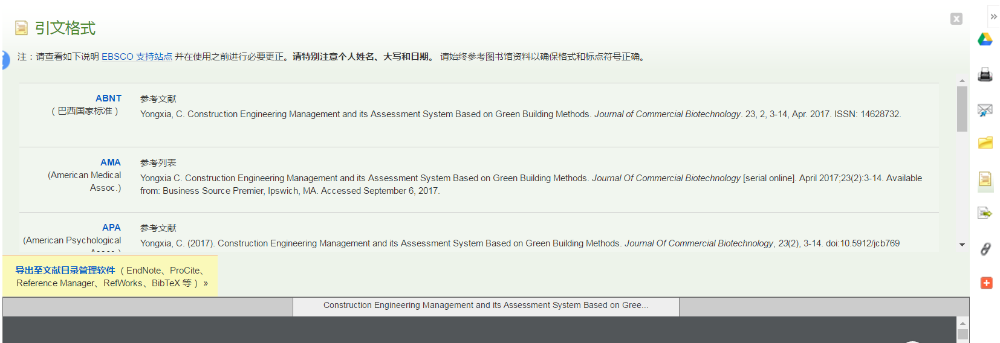 引文格式
注：请查看如下说明 EBSCO 支持站点 并在使用之前进行必要更正。请特别注意个人姓名、大写和日期。 请始终参考图书馆资料以确保格式和标点符号正确。
ABNT
（巴西国家标准）
参考文献
Yongxia, C. Construction Engineering Management and its Assessment System Based on Green Building Methods. Journal of Commercial Biotechnology. 23, 2, 3-14, Apr. 2017. ISSN: 14628732.
AMA
(American Medical
Assoc.)
参考列表
Yongxia C. Construction Engineering Management and its Assessment System Based on Green Building Methods. Journal Of Commercial Biotechnology [serial online]. April 2017;23(2):3-14. Available
from: Business Source Premier, Ipswich, MA. Accessed September 6, 2017.
APA
(American Psychological
Assoc.)
参考文献
Yongxia, C. (2017). Construction Engineering Management and its Assessment System Based on Green Building Methods. Journal Of Commercial Biotechnology, 23(2), 3-14. doi:10.5912/jcb769
导出至文献目录管理软件 （EndNote、ProCite、
Reference Manager、RefWorks、BibTeX 等） »
Construction Engineering Management and its Assessment System Based on Gree...